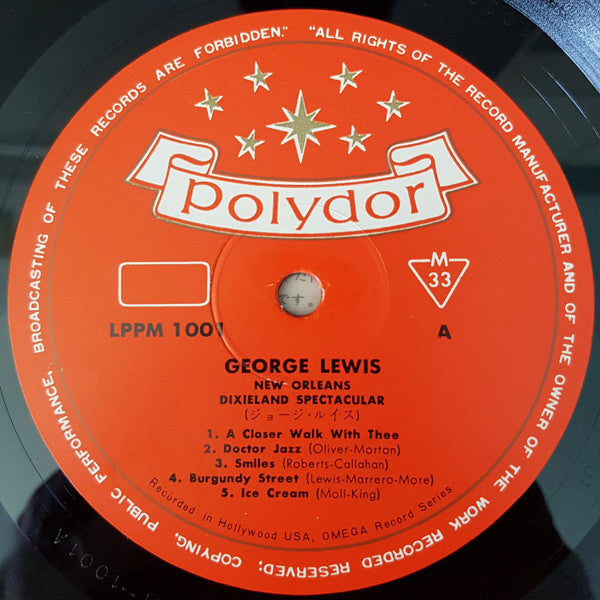 "ALL RIGHTS OF THE RECORD MANUFACTURER AND OF THE OWNER OF THE WORK RECORDED RESERVED; COPYING, PUBLIC PERFORMANCE, BROADCASTING OF THESE RECORDS ARE FORBIDDEN."
polydor
M
33
LPPM 1001
A
GEORGE LEWIS
NEW ORLEANS
DIXIELAND SPECTACULAR
(ジョージ・ルイス)
1. A Closer Walk With Thee
2. Doctor Jazz (Oliver-Morton)
3. Smiles (Roberts-Callahan)
4. Burgundy Street (Lewis-Marrero-More)
5. Ice Cream (Moll-King)
Recorded in Hollywood USA, OMEGA Record Series